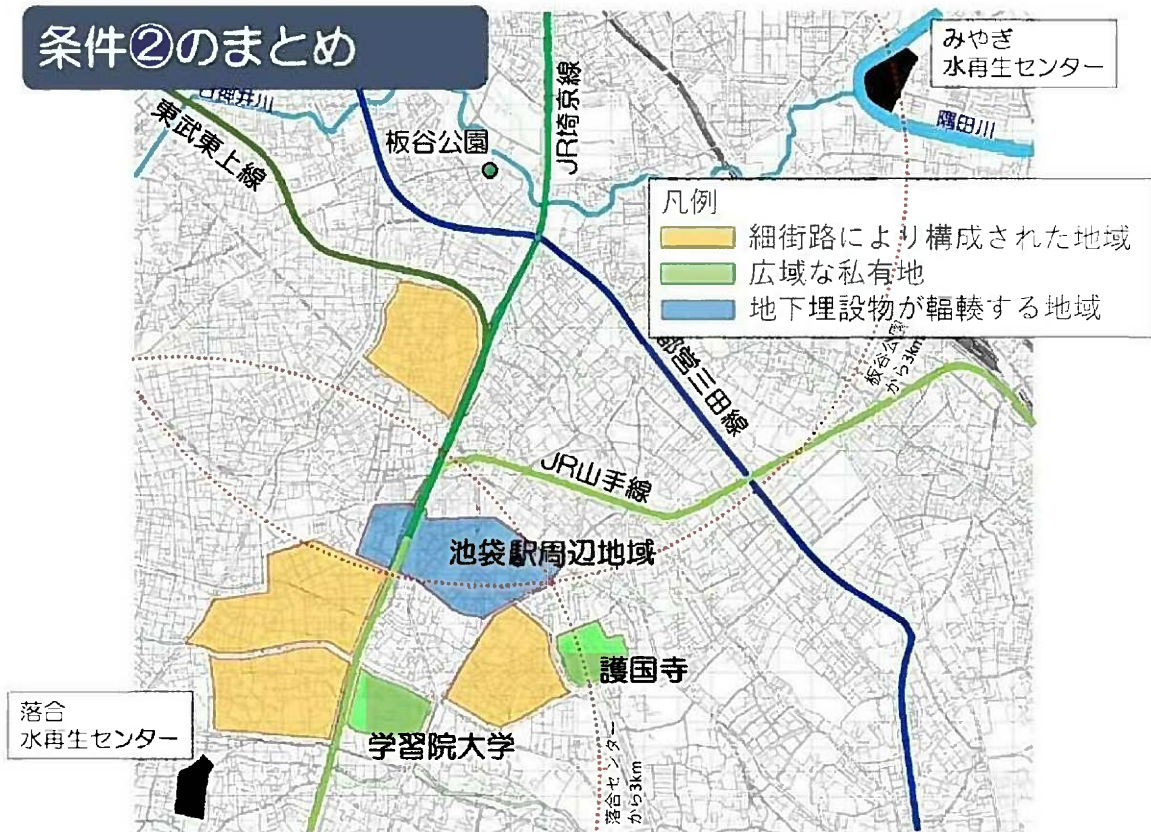 条件②のまとめ
みやぎ
水再生センター
石神井川
東武東上線
板谷公園
JR埼京線
隅田川
凡例
細街路により構成された地域
広域な私有地
地下埋設物が輻輳する地域
都営三田線
板谷公園
から3km
JR山手線
池袋駅周辺地域
護国寺
落合
水再生センター
学習院大学
落合センター
から3km